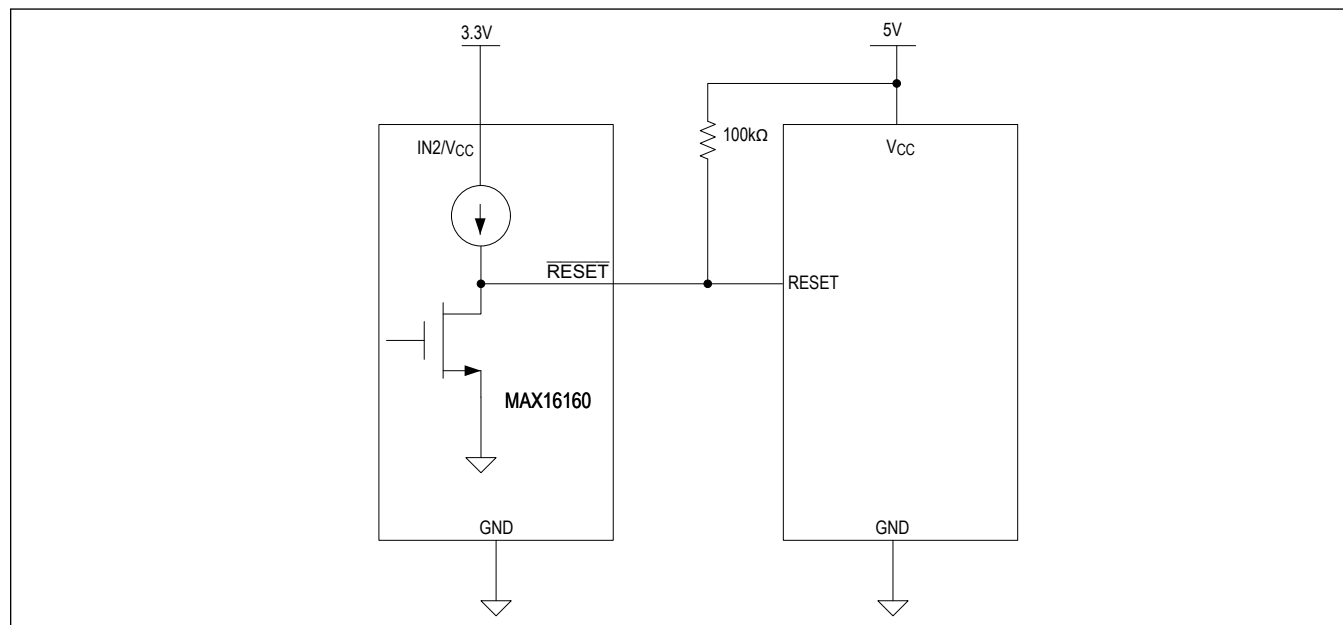 3.3V
5V
100kΩ
IN2/VCC
VCC
RESET
RESET
MAX16160
GND
GND